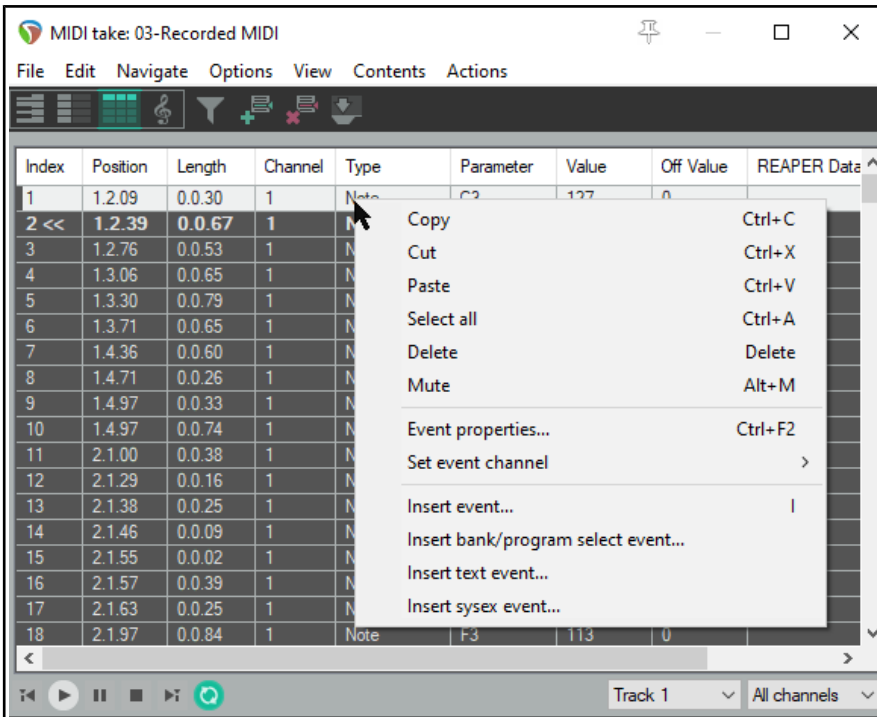 MIDI take: 03-Recorded MIDI
File Edit Navigate Options View Contents Actions
Index Position Length Channel Type Parameter Value Off Value REAPER Data
1 1.2.09 0.0.30 1 Note C3 127 0
2 << 1.2.39 0.0.67 1 N
3 1.2.76 0.0.53 1 N
4 1.3.06 0.0.65 1 N
5 1.3.30 0.0.79 1 N
6 1.3.71 0.0.65 1 N
7 1.4.36 0.0.60 1 N
8 1.4.71 0.0.26 1 N
9 1.4.97 0.0.33 1 N
10 1.4.97 0.0.74 1 N
11 2.1.00 0.0.38 1 N
12 2.1.29 0.0.16 1 N
13 2.1.38 0.0.25 1 N
14 2.1.46 0.0.09 1 N
15 2.1.55 0.0.02 1 N
16 2.1.57 0.0.39 1 N
17 2.1.63 0.0.25 1 N
18 2.1.97 0.0.84 1 Note F3 113 0
Copy Ctrl+C
Cut Ctrl+X
Paste Ctrl+V
Select all Ctrl+A
Delete Delete
Mute Alt+M
Event properties... Ctrl+F2
Set event channel
Insert event... I
Insert bank/program select event...
Insert text event...
Insert sysex event...
Track 1 All channels